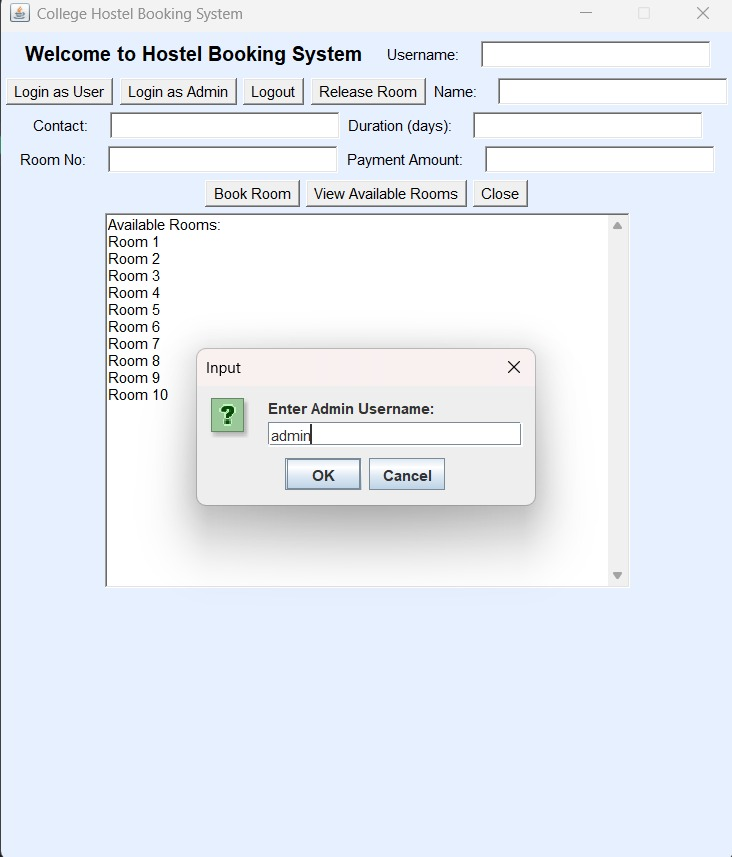 College Hostel Booking System
Welcome to Hostel Booking System Username:
Login as User Login as Admin Logout Release Room Name:
Contact: Duration (days):
Room No: Payment Amount:
Book Room View Available Rooms Close
Available Rooms:
Room 1
Room 2
Room 3
Room 4
Room 5
Room 6
Room 7
Room 8
Room 9
Room 10
Input
?
Enter Admin Username:
admin
OK Cancel